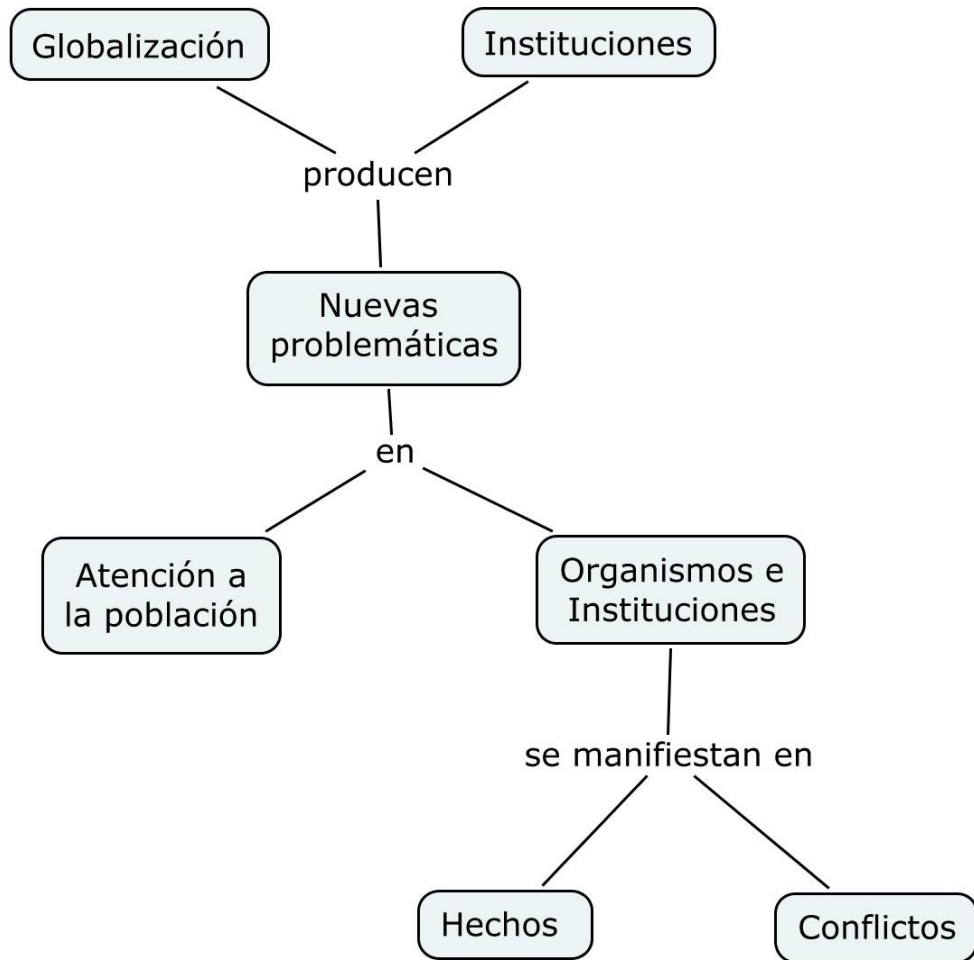 Globalización
Instituciones
producen
Nuevas
problemáticas
en
Atención a
la población
Organismos e
Instituciones
se manifiestan en
Hechos
Conflictos